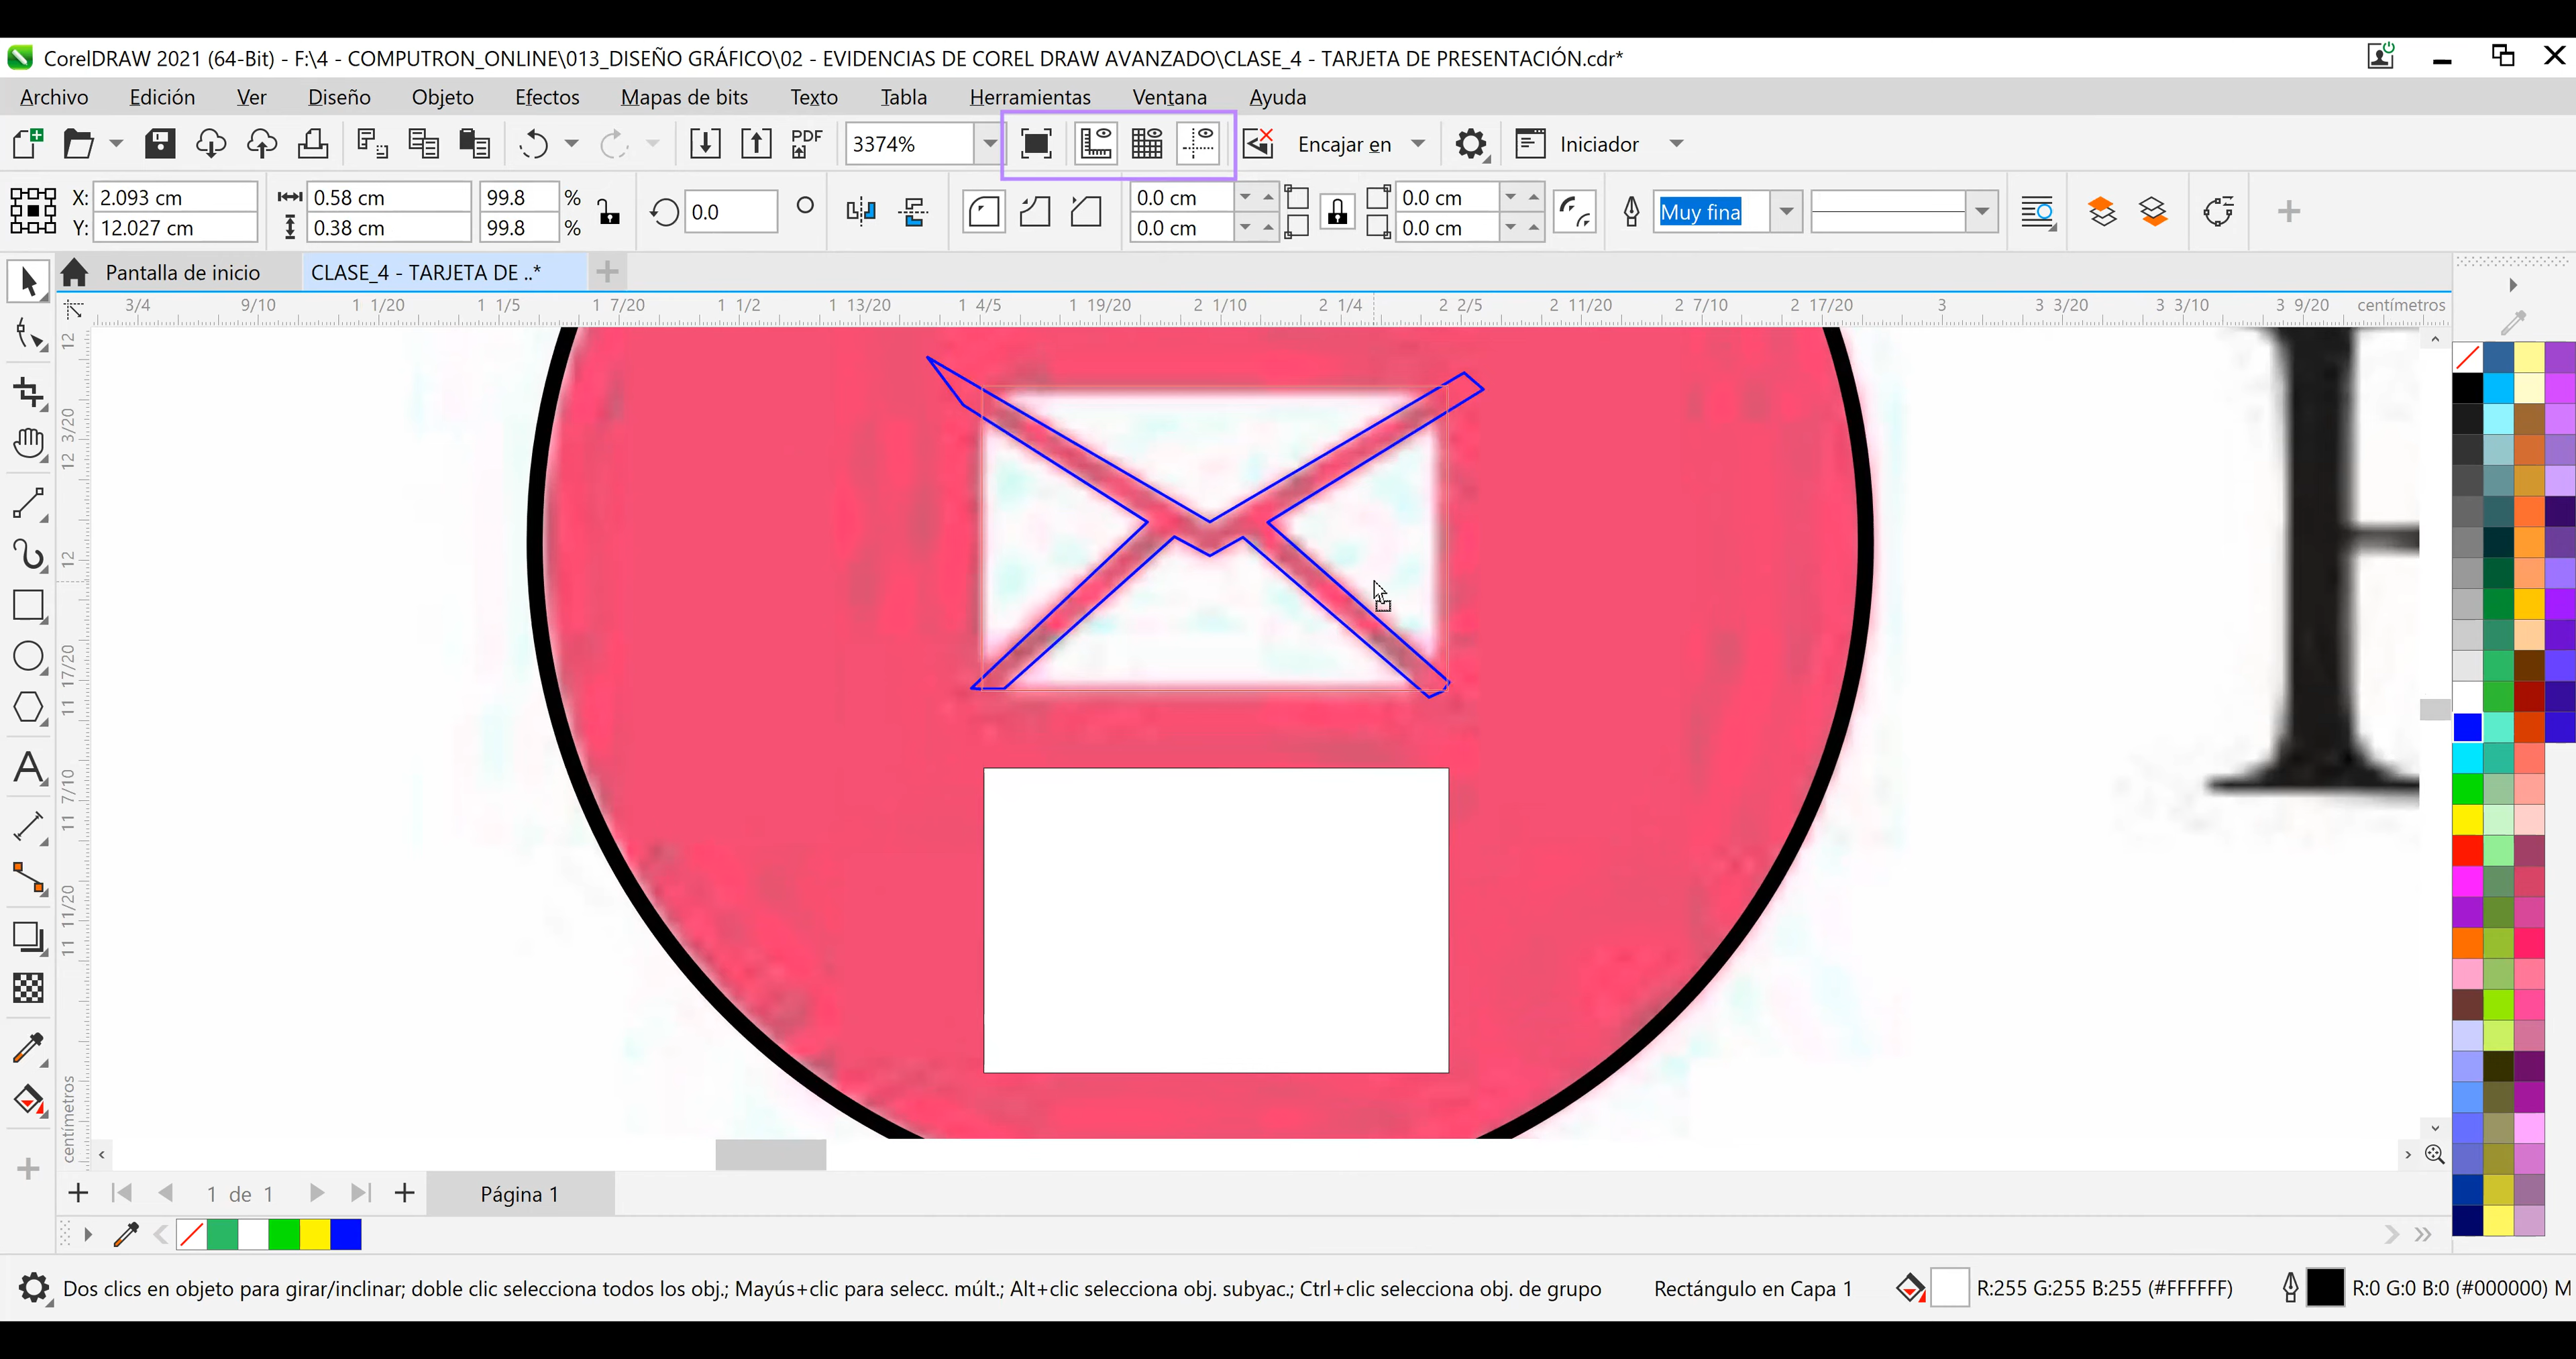 CorelDRAW 2021 (64-Bit) - F:\4 - COMPUTRON_ONLINE\013_DISEÑO GRÁFICO\02 - EVIDENCIAS DE COREL DRAW AVANZADO\CLASE_4 - TARJETA DE PRESENTACIÓN.cdr*
Archivo Edición Ver Diseño Objeto Efectos Mapas de bits Texto Tabla Herramientas Ventana Ayuda
PDF 3374% Encajar en Iniciador
X: 2.093 cm 0.58 cm 99.8 % 0.0 0.0 cm 0.0 cm Muy fina
Y: 12.027 cm 0.38 cm 99.8 % 0.0 cm 0.0 cm
Pantalla de inicio CLASE_4 - TARJETA DE ..*
3/4 9/10 1 1/20 1 1/5 1 7/20 1 1/2 1 13/20 1 4/5 1 19/20 2 1/10 2 1/4 2 2/5 2 11/20 2 7/10 2 17/20 3 3 3/20 3 3/10 3 9/20 centímetros
12
12 3/20
12
11 17/20
11 7/10
11 11/20
centímetros
1 de 1 Página 1
Dos clics en objeto para girar/inclinar; doble clic selecciona todos los obj.; Mayús+clic para selecc. múlt.; Alt+clic selecciona obj. subyac.; Ctrl+clic selecciona obj. de grupo Rectángulo en Capa 1 R:255 G:255 B:255 (#FFFFFF) R:0 G:0 B:0 (#000000) M